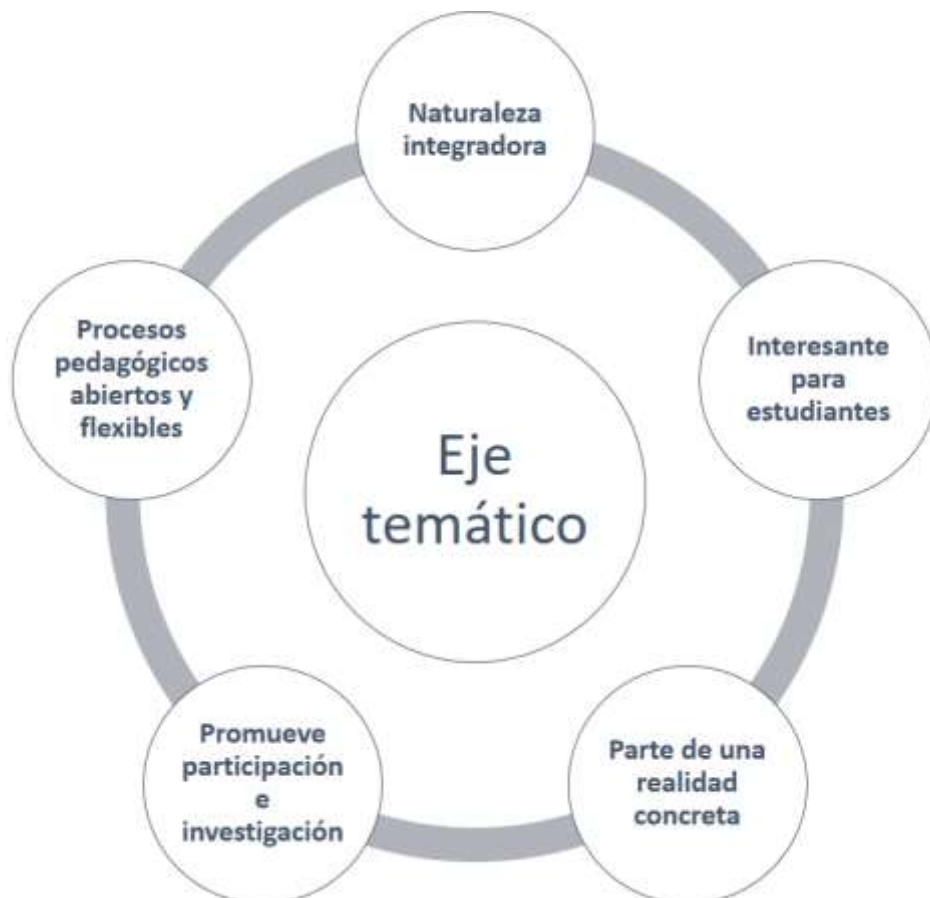 Naturaleza
integradora
Interesante
para
estudiantes
Parte de una
realidad
concreta
Promueve
participación
e
investigación
Procesos
pedagógicos
abiertos y
flexibles
Eje
temático